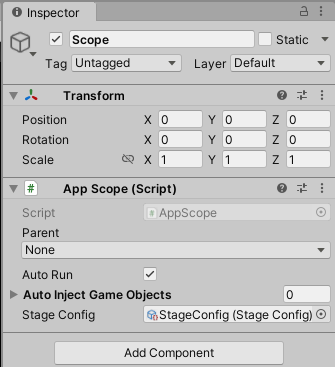 Inspector
Scope
Static
Tag Untagged Layer Default
Transform
Position X 0 Y 0 Z 0
Rotation X 0 Y 0 Z 0
Scale X 1 Y 1 Z 1
App Scope (Script)
Script AppScope
Parent
None
Auto Run
Auto Inject Game Objects 0
Stage Config StageConfig (Stage Config)
Add Component